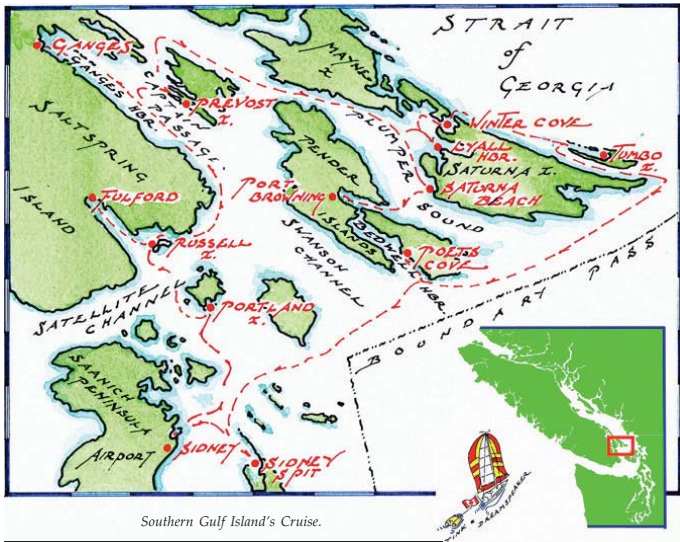 STRAIT
of
GEORGIA
GANGES
GANGES HBR.
CAPTAIN
PASSAGE.
PREVOST
I.
MAYNE
I.
PLUMPER
SOUND
WINTER COVE
LYALL
HBR.
SATURNA I.
SATURNA
BEACH
TUMBO
I.
SALTSPRING
ISLAND
FULFORD
RUSSELL
I.
PENDER
ISLANDS
PORT
BROWNING
BEDWELL HBR.
POETS
COVE
SWANSON
CHANNEL
SATELLITE
CHANNEL
PORTLAND
I.
BOUNDARY PASS
SAANICH
PENINSULA
AIRPORT
SIDNEY
SIDNEY
SPIT
TINK & DREAMSPEAKER
Southern Gulf Island's Cruise.